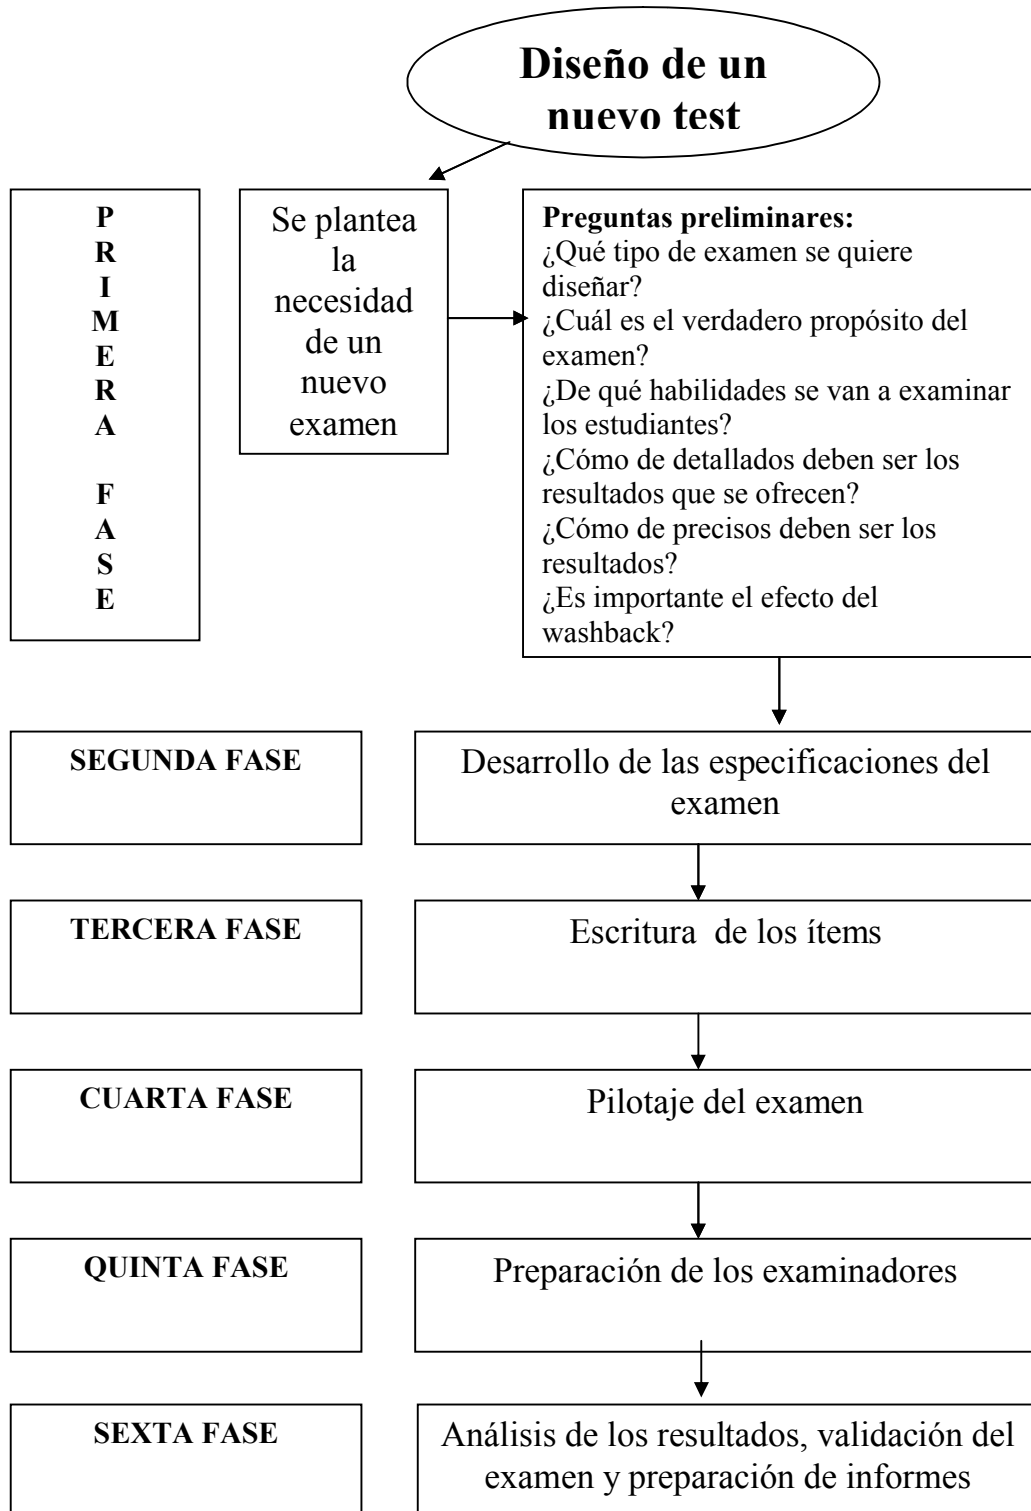 Diseño de un
nuevo test
PRIMERA
FASE
Se plantea
la
necesidad
de un
nuevo
examen
Preguntas preliminares:
¿Qué tipo de examen se quiere
diseñar?
¿Cuál es el verdadero propósito del
examen?
¿De qué habilidades se van a examinar
los estudiantes?
¿Cómo de detallados deben ser los
resultados que se ofrecen?
¿Cómo de precisos deben ser los
resultados?
¿Es importante el efecto del
washback?
SEGUNDA FASE
Desarrollo de las especificaciones del
examen
TERCERA FASE
Escritura de los ítems
CUARTA FASE
Pilotaje del examen
QUINTA FASE
Preparación de los examinadores
SEXTA FASE
Análisis de los resultados, validación del
examen y preparación de informes